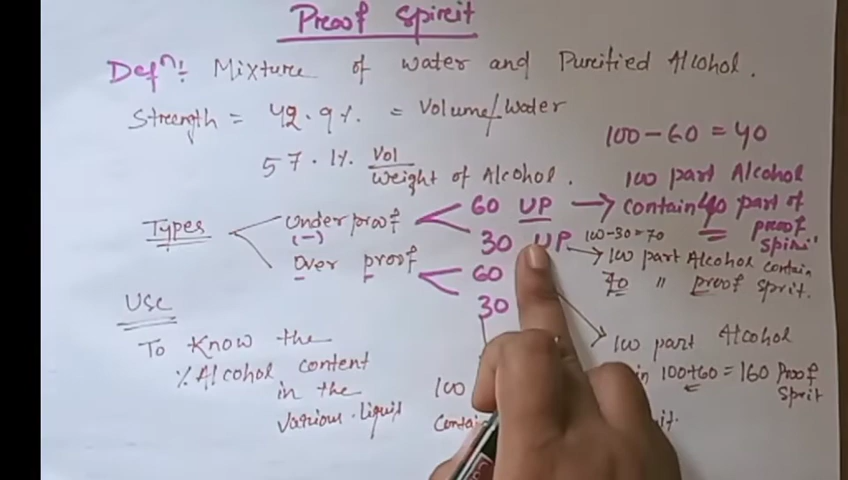 Proof Spirit
Defⁿ: Mixture of water and Purified Alcohol.
Strength = 42.9% = Volume/Water
57.1% Vol/Weight of Alcohol.
100-60=40
Types
Under proof
(-)
Over proof
60 UP → 100 part Alcohol
contain 40 part of
proof
Spirit
30 UP → 100-30=70
100 part Alcohol contain
70 " proof sprit.
60
30
Use
To know the
% Alcohol content
in the
various liquid
100 part Alcohol
in 100+60=160 Proof
Sprit
100